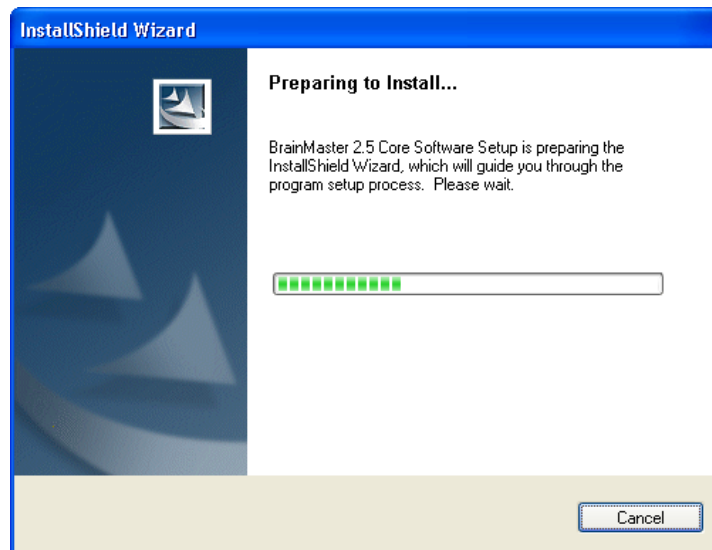 InstallShield Wizard
Preparing to Install...
BrainMaster 2.5 Core Software Setup is preparing the
InstallShield Wizard, which will guide you through the
program setup process.  Please wait.
Cancel